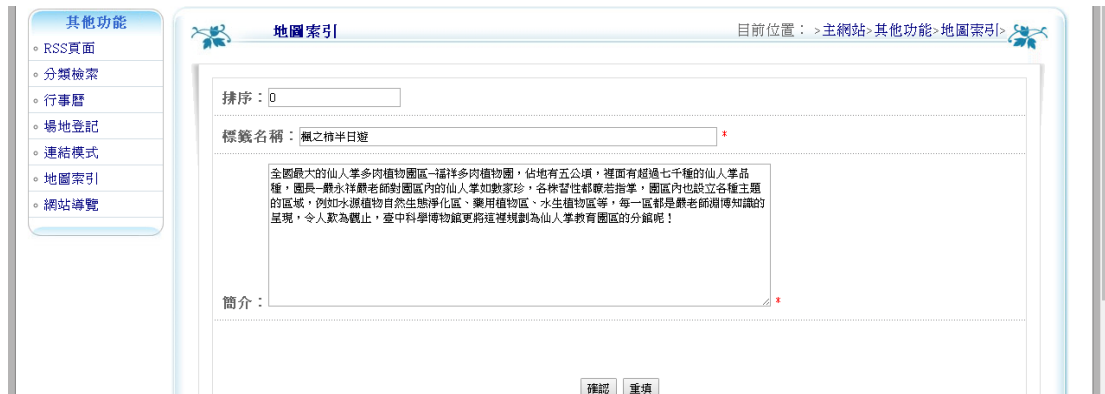 其他功能
RSS頁面
分類檢索
行事曆
場地登記
連結模式
地圖索引
網站導覽
地圖索引
目前位置： >主網站>其他功能>地圖索引>
排序：0
標籤名稱：楓之柿半日遊 *
全國最大的仙人掌多肉植物園區—福祥多肉植物園，佔地有五公頃，裡面有超過七千種的仙人掌品
種，園長—嚴永祥嚴老師對園區內的仙人掌如數家珍，各株習性都瞭若指掌，園區內也設立各種主題
的區域，例如水源植物自然生態淨化區、藥用植物區、水生植物區等，每一區都是嚴老師淵博知識的
呈現，令人歎為觀止，臺中科學博物館更將這裡規劃為仙人掌教育園區的分館呢！
簡介： *
確認 重填